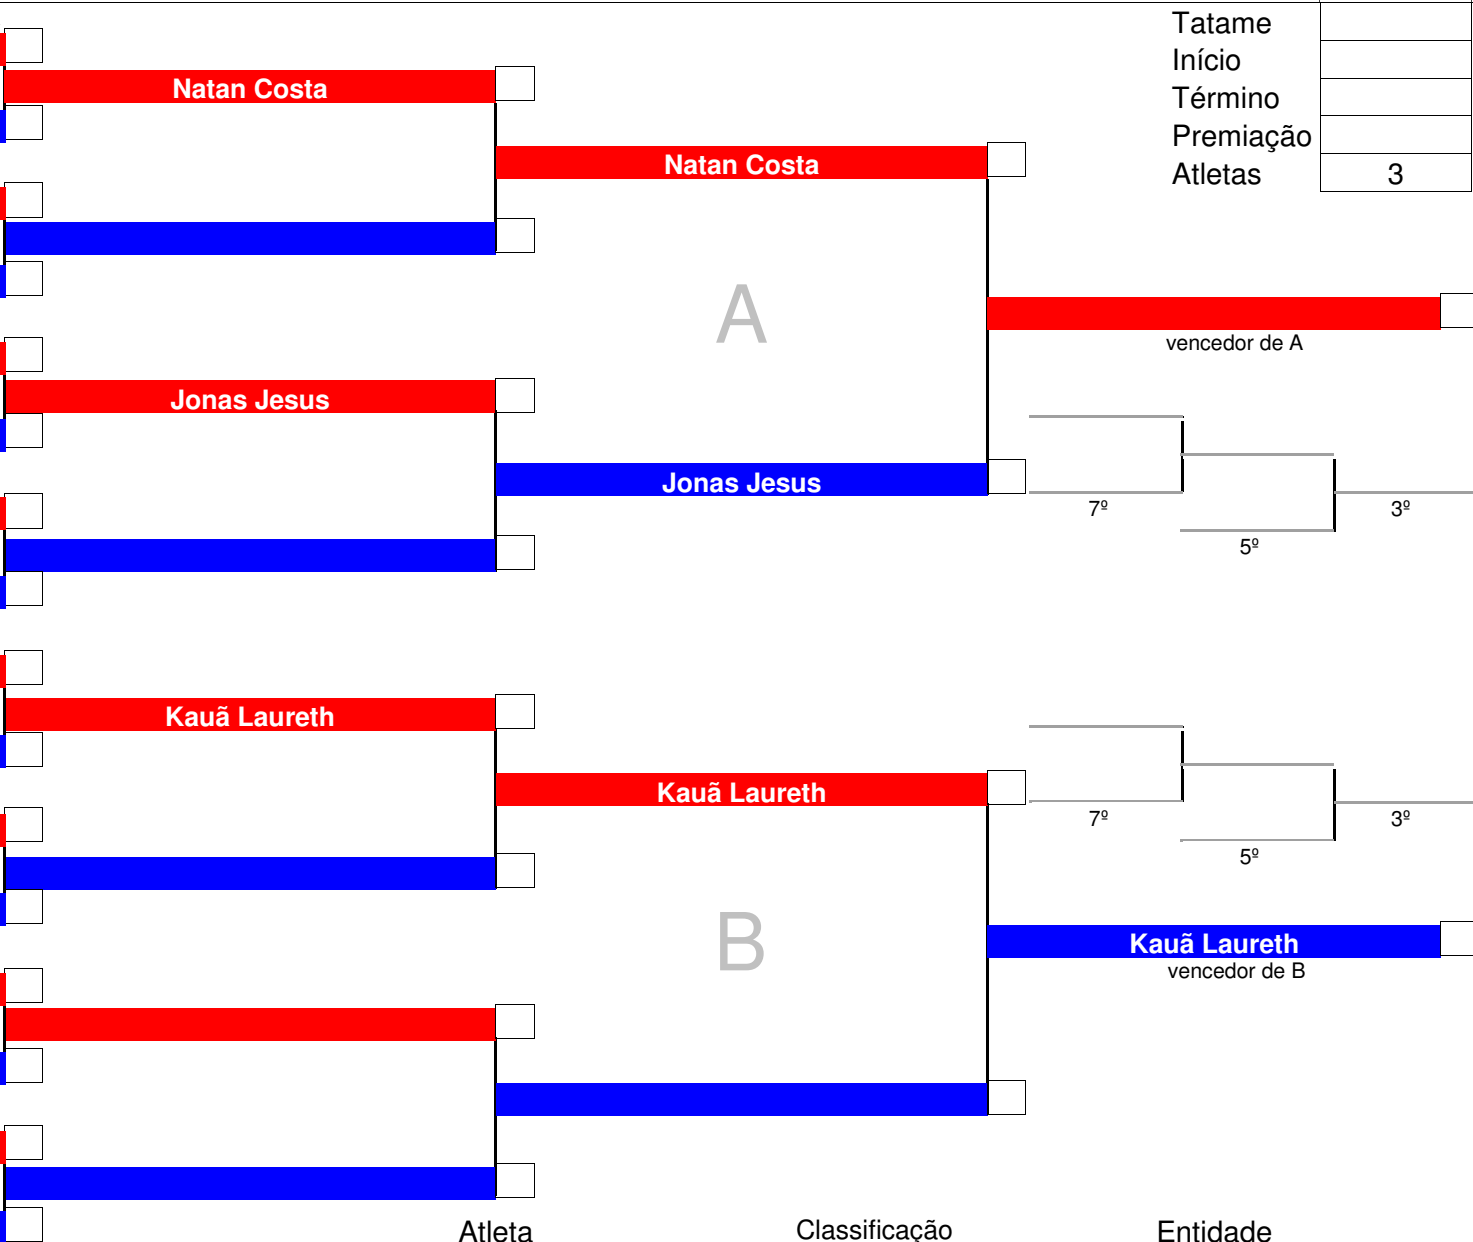 Tatame
Início
Término
Premiação
Atletas 3
Natan Costa
Natan Costa
A
vencedor de A
Jonas Jesus
Jonas Jesus
7º
3º
5º
Kauã Laureth
Kauã Laureth
7º
3º
5º
B
Kauã Laureth
vencedor de B
Atleta Classificação Entidade